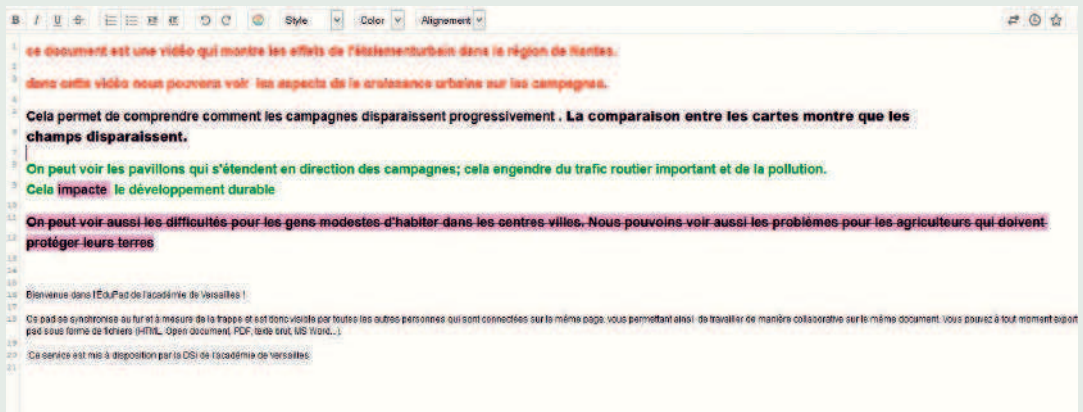 B I U S Style Color Alignement
ce document est une vidéo qui montre les effets de l'étalementurbain dans la région de Nantes.
dans cette vidéo nous pouvons voir les aspects de la croissance urbaine sur les campagnes.
Cela permet de comprendre comment les campagnes disparaissent progressivement . La comparaison entre les cartes montre que les
champs disparaissent.
On peut voir les pavillons qui s'étendent en direction des campagnes; cela engendre du trafic routier important et de la pollution.
Cela impacte le développement durable
On peut voir aussi les difficultés pour les gens modestes d'habiter dans les centres villes. Nous pouvoins voir aussi les problèmes pour les agriculteurs qui doivent
protéger leurs terres
Bienvenue dans l'ÉduPad de l'académie de Versailles !
Ce pad se synchronise au fur et à mesure de la frappe et est donc visible par toutes les autres personnes qui sont connectées sur la même page, vous permettant ainsi de travailler de manière collaborative sur le même document. Vous pouvez à tout moment export
pad sous forme de fichiers (HTML, Open document, PDF, texte brut, MS Word...).
Ce service est mis à disposition par la DSI de l'académie de Versailles